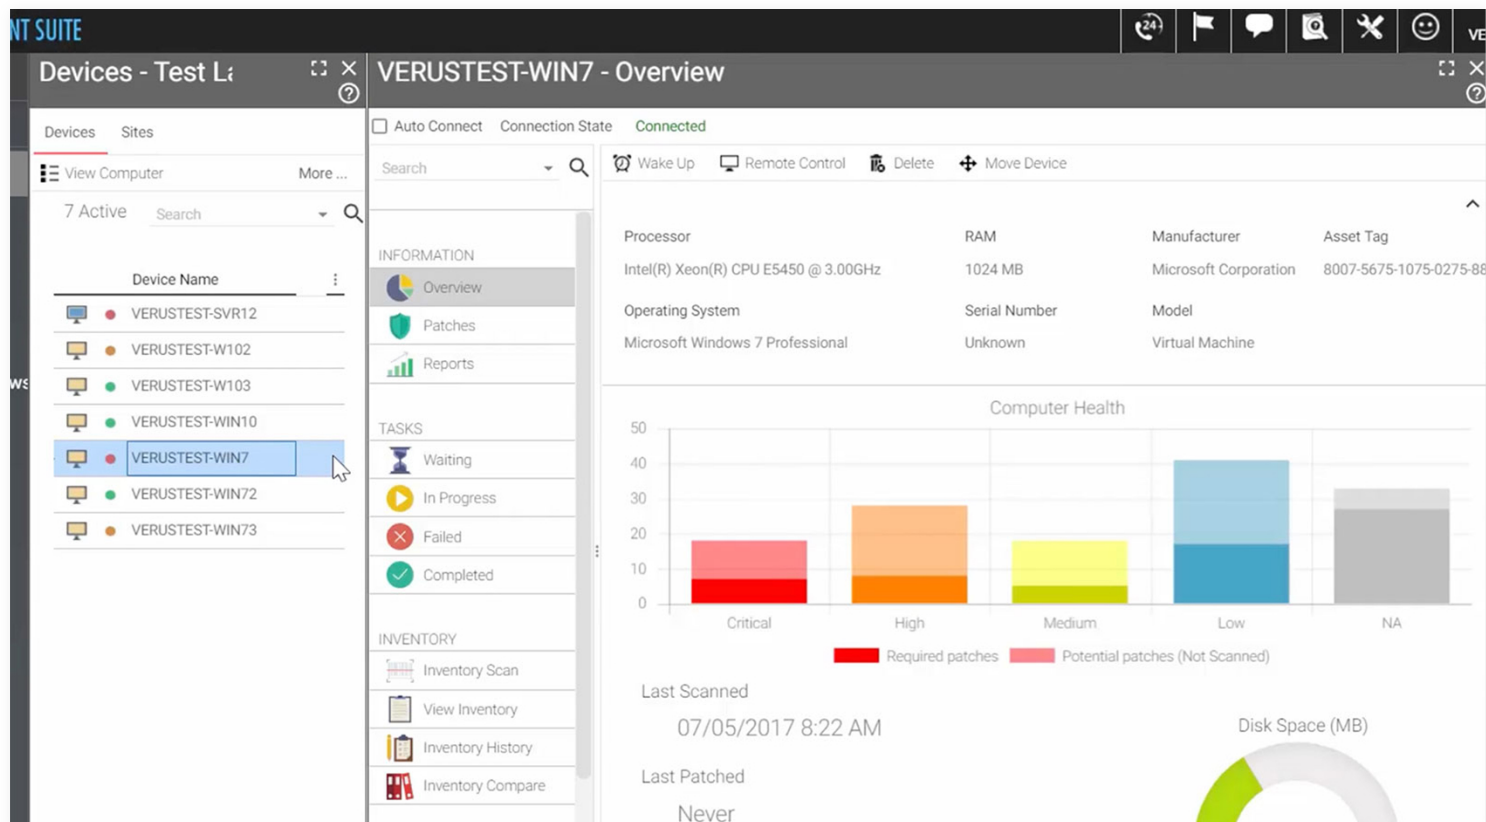 NT SUITE
24
VE
Devices - Test La
VERUSTEST-WIN7 - Overview
Devices
Sites
View Computer
More ...
7 Active
Search
Device Name
VERUSTEST-SVR12
VERUSTEST-W102
VERUSTEST-W103
VERUSTEST-WIN10
VERUSTEST-WIN7
VERUSTEST-WIN72
VERUSTEST-WIN73
ws
Auto Connect
Connection State
Connected
Search
Wake Up
Remote Control
Delete
Move Device
INFORMATION
Overview
Patches
Reports
TASKS
Waiting
In Progress
Failed
Completed
INVENTORY
Inventory Scan
View Inventory
Inventory History
Inventory Compare
Processor
RAM
Manufacturer
Asset Tag
Intel(R) Xeon(R) CPU E5450 @ 3.00GHz
1024 MB
Microsoft Corporation
8007-5675-1075-0275-88
Operating System
Serial Number
Model
Microsoft Windows 7 Professional
Unknown
Virtual Machine
Computer Health
50
40
30
20
10
0
Critical
High
Medium
Low
NA
Required patches
Potential patches (Not Scanned)
Last Scanned
07/05/2017 8:22 AM
Disk Space (MB)
Last Patched
Never